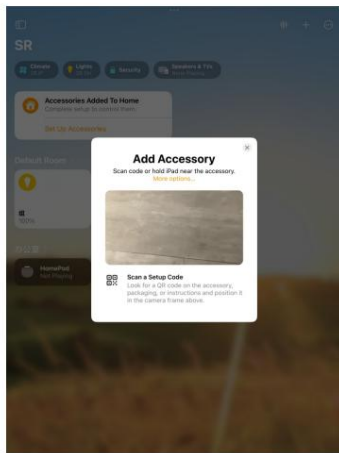 SR
Climate
Lights
Security
Speakers & TVs
Accessories Added To Home
Complete setup to control them.
Set Up Accessories
Default Room
100%
HomePod
Not Playing
Add Accessory
Scan code or hold iPad near the accessory.
More options...
Scan a Setup Code
Look for a QR code on the accessory,
packaging, or instructions and position it
in the camera frame above.